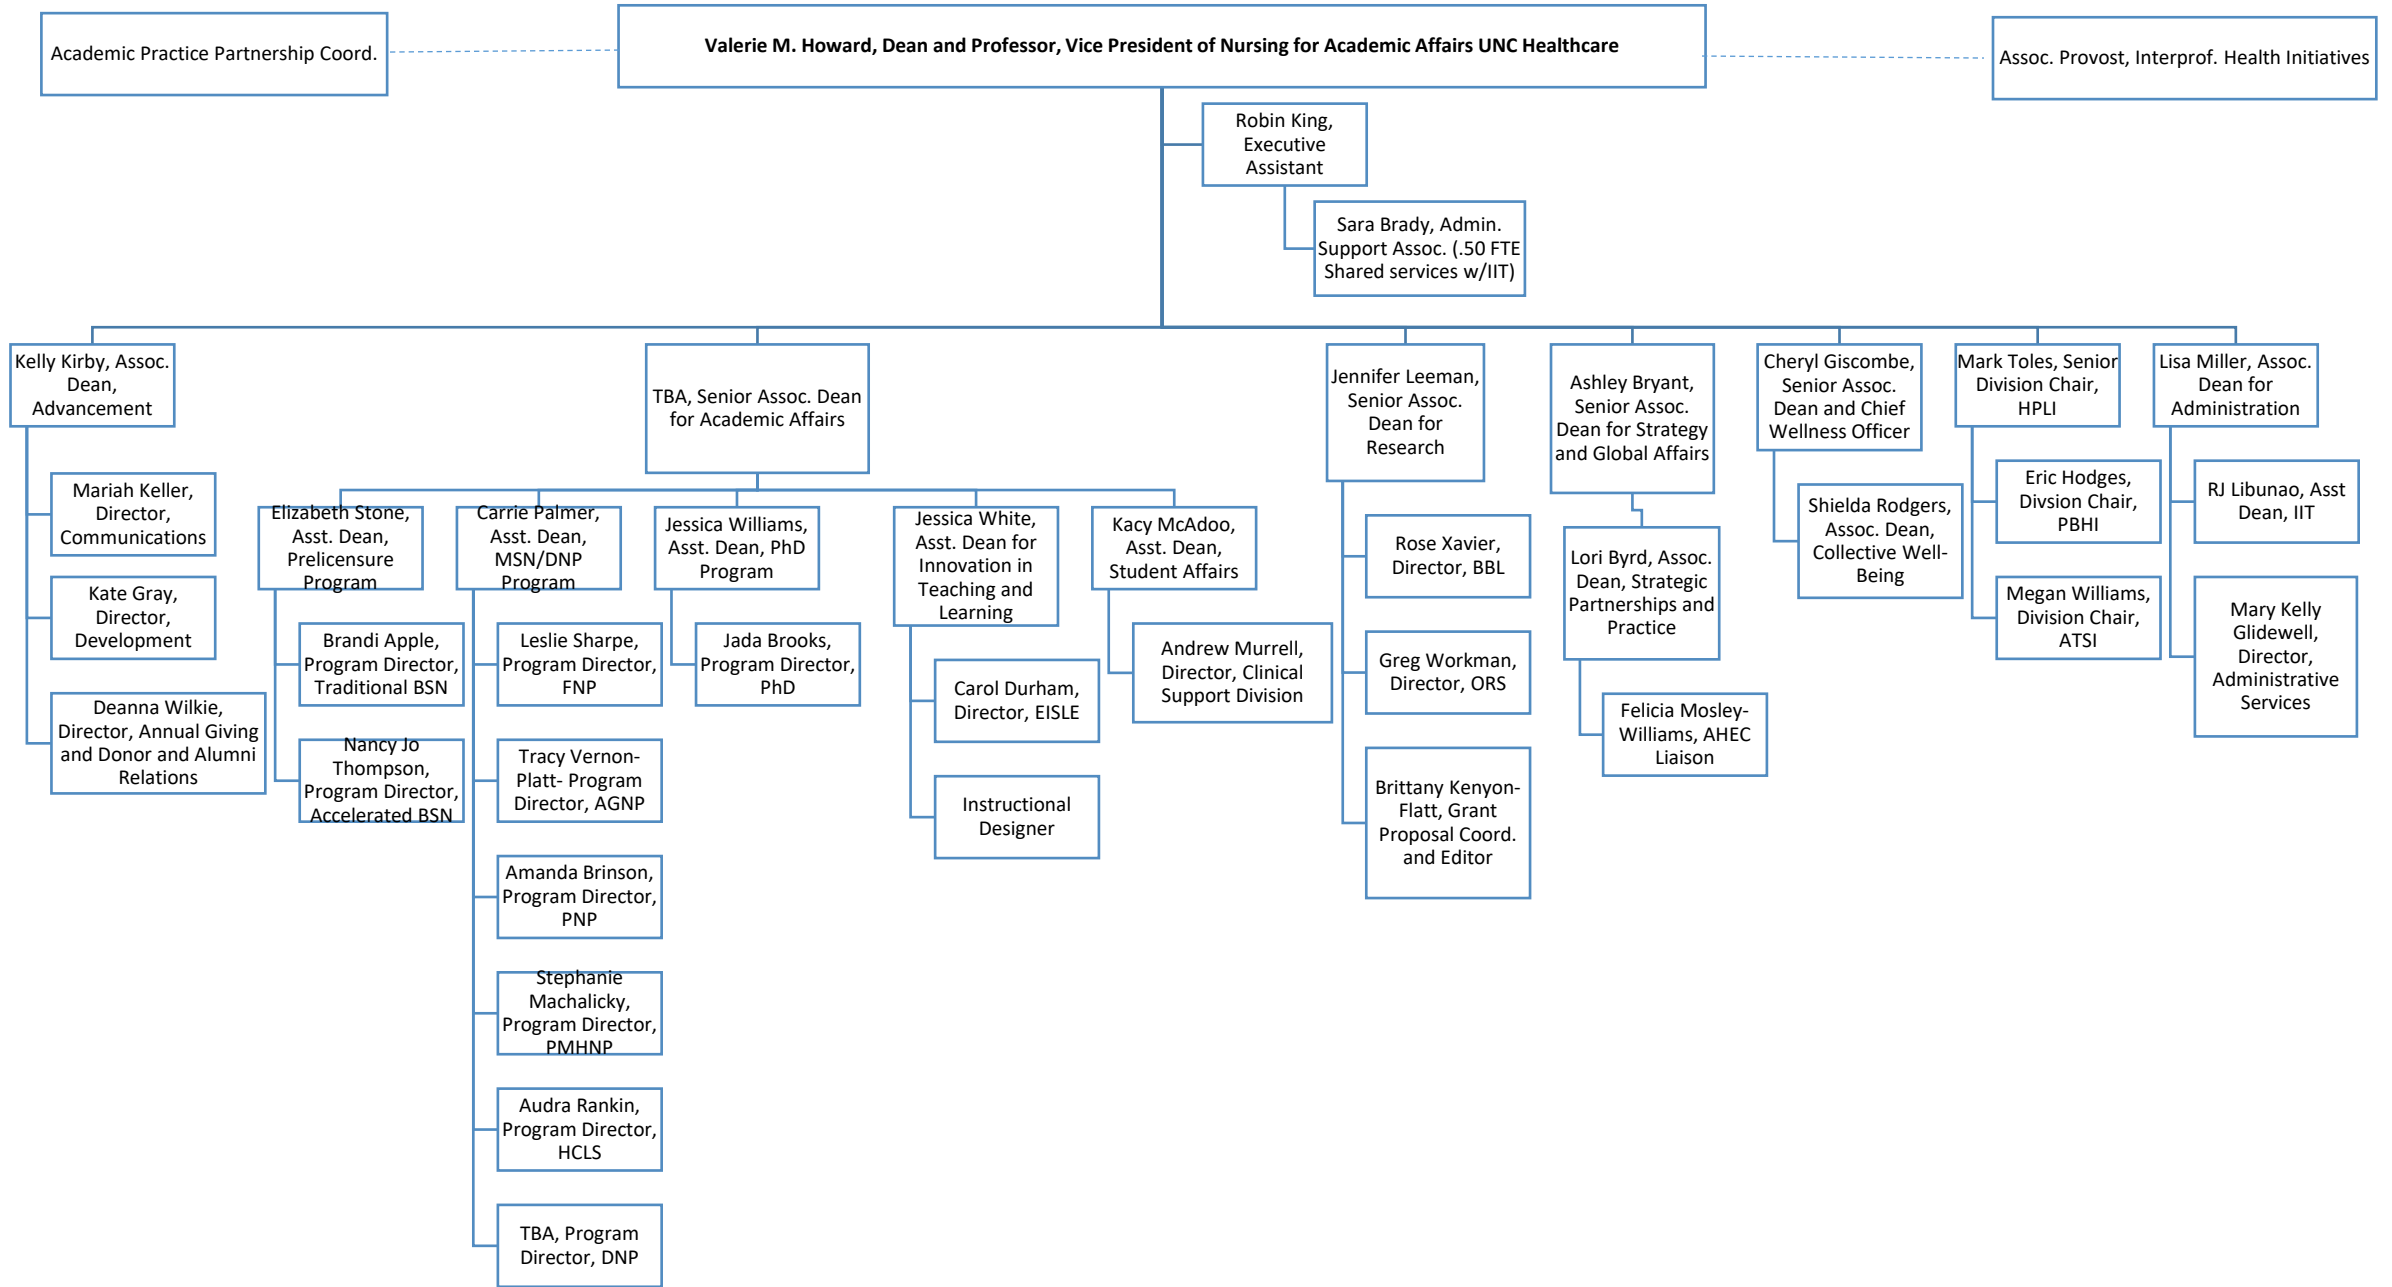 Academic Practice Partnership Coord.
Valerie M. Howard, Dean and Professor, Vice President of Nursing for Academic Affairs UNC Healthcare
Assoc. Provost, Interprof. Health Initiatives
Robin King,
Executive
Assistant
Sara Brady, Admin.
Support Assoc. (.50 FTE
Shared services w/IIT)
Kelly Kirby, Assoc.
Dean,
Advancement
Mariah Keller,
Director,
Communications
Kate Gray,
Director,
Development
Deanna Wilkie,
Director, Annual Giving
and Donor and Alumni
Relations
TBA, Senior Assoc. Dean
for Academic Affairs
Elizabeth Stone,
Asst. Dean,
Prelicensure
Program
Brandi Apple,
Program Director,
Traditional BSN
Nancy Jo
Thompson,
Program Director,
Accelerated BSN
Carrie Palmer,
Asst. Dean,
MSN/DNP
Program
Leslie Sharpe,
Program Director,
FNP
Tracy Vernon-
Platt- Program
Director, AGNP
Amanda Brinson,
Program Director,
PNP
Stephanie
Machalicky,
Program Director,
PMHNP
Audra Rankin,
Program Director,
HCLS
TBA, Program
Director, DNP
Jessica Williams,
Asst. Dean, PhD
Program
Jada Brooks,
Program Director,
PhD
Jessica White,
Asst. Dean for
Innovation in
Teaching and
Learning
Carol Durham,
Director, EISLE
Instructional
Designer
Kacy McAdoo,
Asst. Dean,
Student Affairs
Andrew Murrell,
Director, Clinical
Support Division
Jennifer Leeman,
Senior Assoc.
Dean for
Research
Rose Xavier,
Director, BBL
Greg Workman,
Director, ORS
Brittany Kenyon-
Flatt, Grant
Proposal Coord.
and Editor
Ashley Bryant,
Senior Assoc.
Dean for Strategy
and Global Affairs
Lori Byrd, Assoc.
Dean, Strategic
Partnerships and
Practice
Felicia Mosley-
Williams, AHEC
Liaison
Cheryl Giscombe,
Senior Assoc.
Dean and Chief
Wellness Officer
Shielda Rodgers,
Assoc. Dean,
Collective Well-
Being
Mark Toles, Senior
Division Chair,
HPLI
Eric Hodges,
Divsion Chair,
PBHI
Megan Williams,
Division Chair,
ATSI
Lisa Miller, Assoc.
Dean for
Administration
RJ Libunao, Asst
Dean, IIT
Mary Kelly
Glidewell,
Director,
Administrative
Services